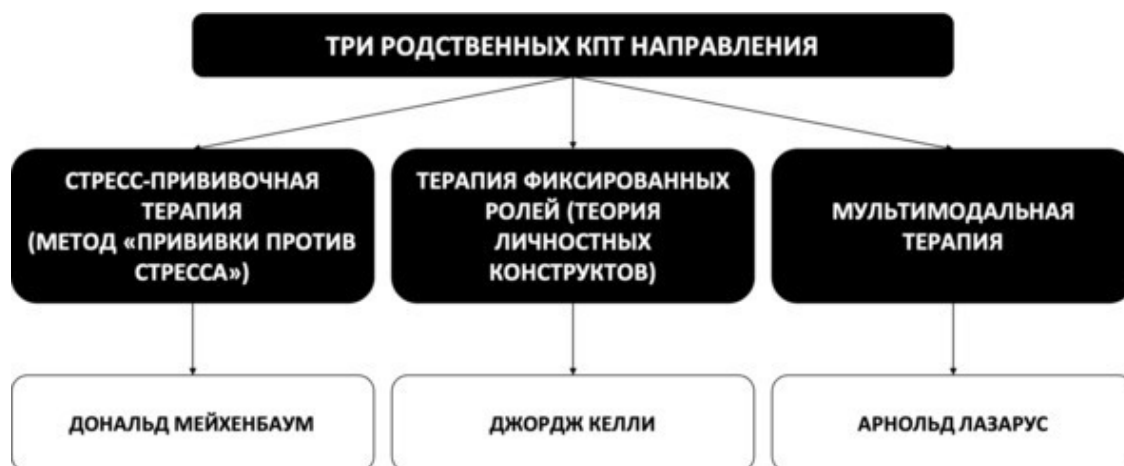 ТРИ РОДСТВЕННЫХ КПТ НАПРАВЛЕНИЯ
СТРЕСС-ПРИВИВОЧНАЯ
ТЕРАПИЯ
(МЕТОД «ПРИВИВКИ ПРОТИВ
СТРЕССА»)
ТЕРАПИЯ ФИКСИРОВАННЫХ
РОЛЕЙ (ТЕОРИЯ
ЛИЧНОСТНЫХ
КОНСТРУКТОВ)
МУЛЬТИМОДАЛЬНАЯ
ТЕРАПИЯ
ДОНАЛЬД МЕЙХЕНБАУМ
ДЖОРДЖ КЕЛЛИ
АРНОЛЬД ЛАЗАРУС